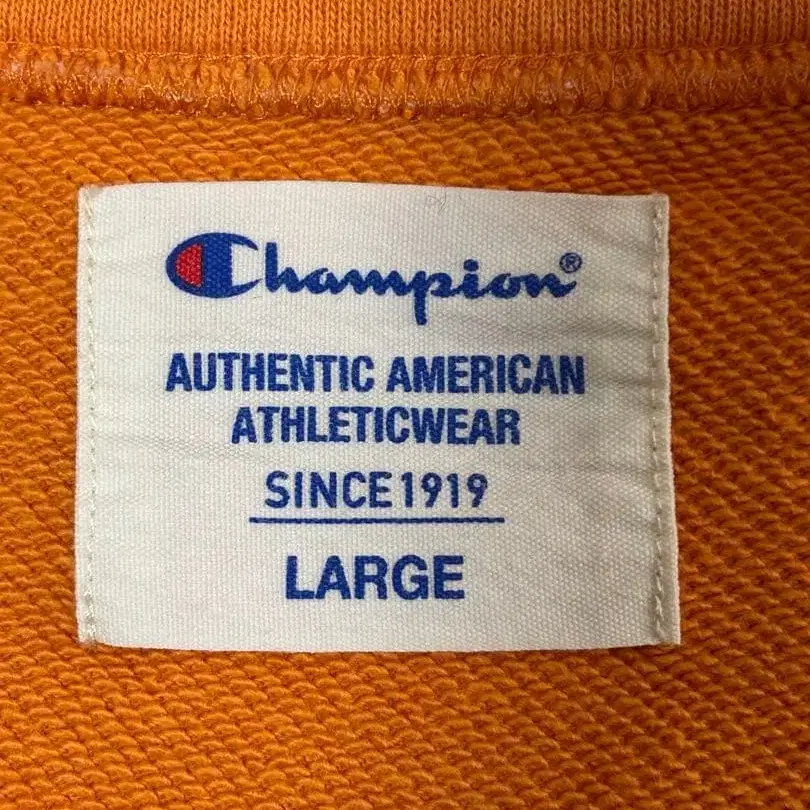 Champion®
AUTHENTIC AMERICAN
ATHLETICWEAR
SINCE 1919
LARGE